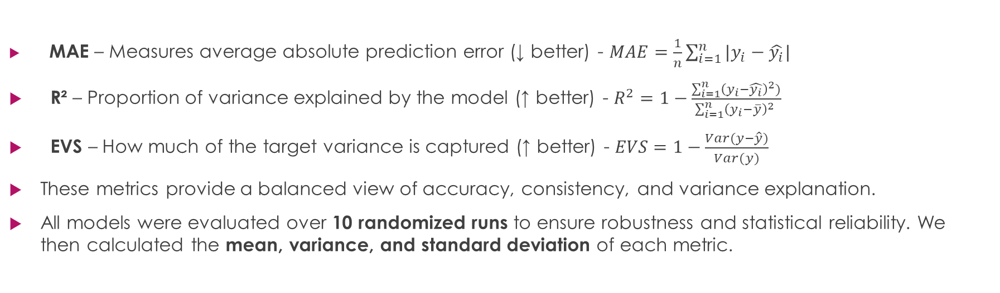 ▶ MAE – Measures average absolute prediction error (↓ better) - $MAE = \frac{1}{n}\sum_{i=1}^{n}|y_i - \widehat{y_i}|$
▶ R² – Proportion of variance explained by the model (↑ better) - $R^2 = 1 - \frac{\sum_{i=1}^{n}(y_i - \widehat{y_i})^2)}{\sum_{i=1}^{n}(y_i - \bar{y})^2}$
▶ EVS – How much of the target variance is captured (↑ better) - $EVS = 1 - \frac{Var(y - \hat{y})}{Var(y)}$
▶ These metrics provide a balanced view of accuracy, consistency, and variance explanation.
▶ All models were evaluated over 10 randomized runs to ensure robustness and statistical reliability. We
then calculated the mean, variance, and standard deviation of each metric.